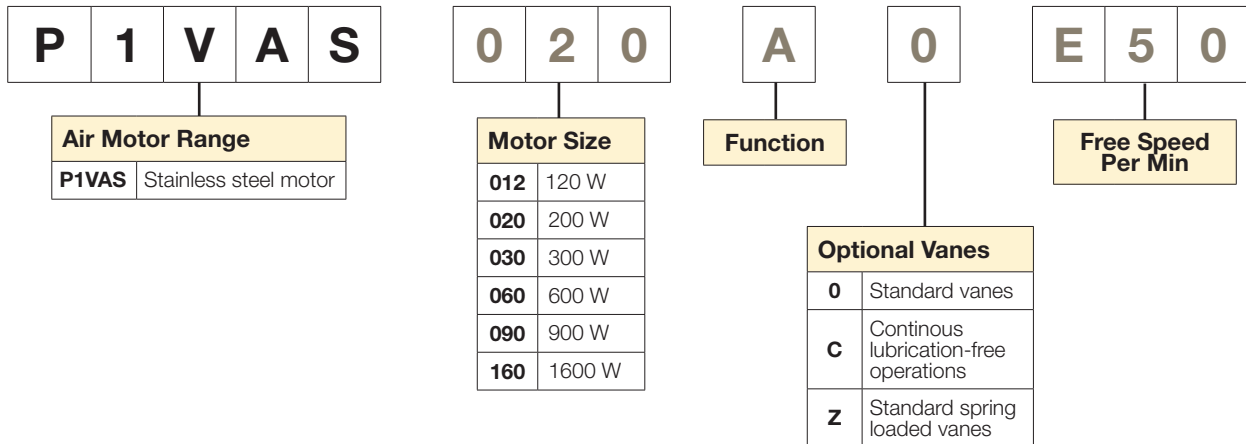 P 1 V A S 0 2 0 A 0 E 5 0
Air Motor Range
P1VAS Stainless steel motor
Motor Size
012 120 W
020 200 W
030 300 W
060 600 W
090 900 W
160 1600 W
Function
Optional Vanes
0 Standard vanes
C Continous
lubrication-free
operations
Z Standard spring
loaded vanes
Free Speed
Per Min